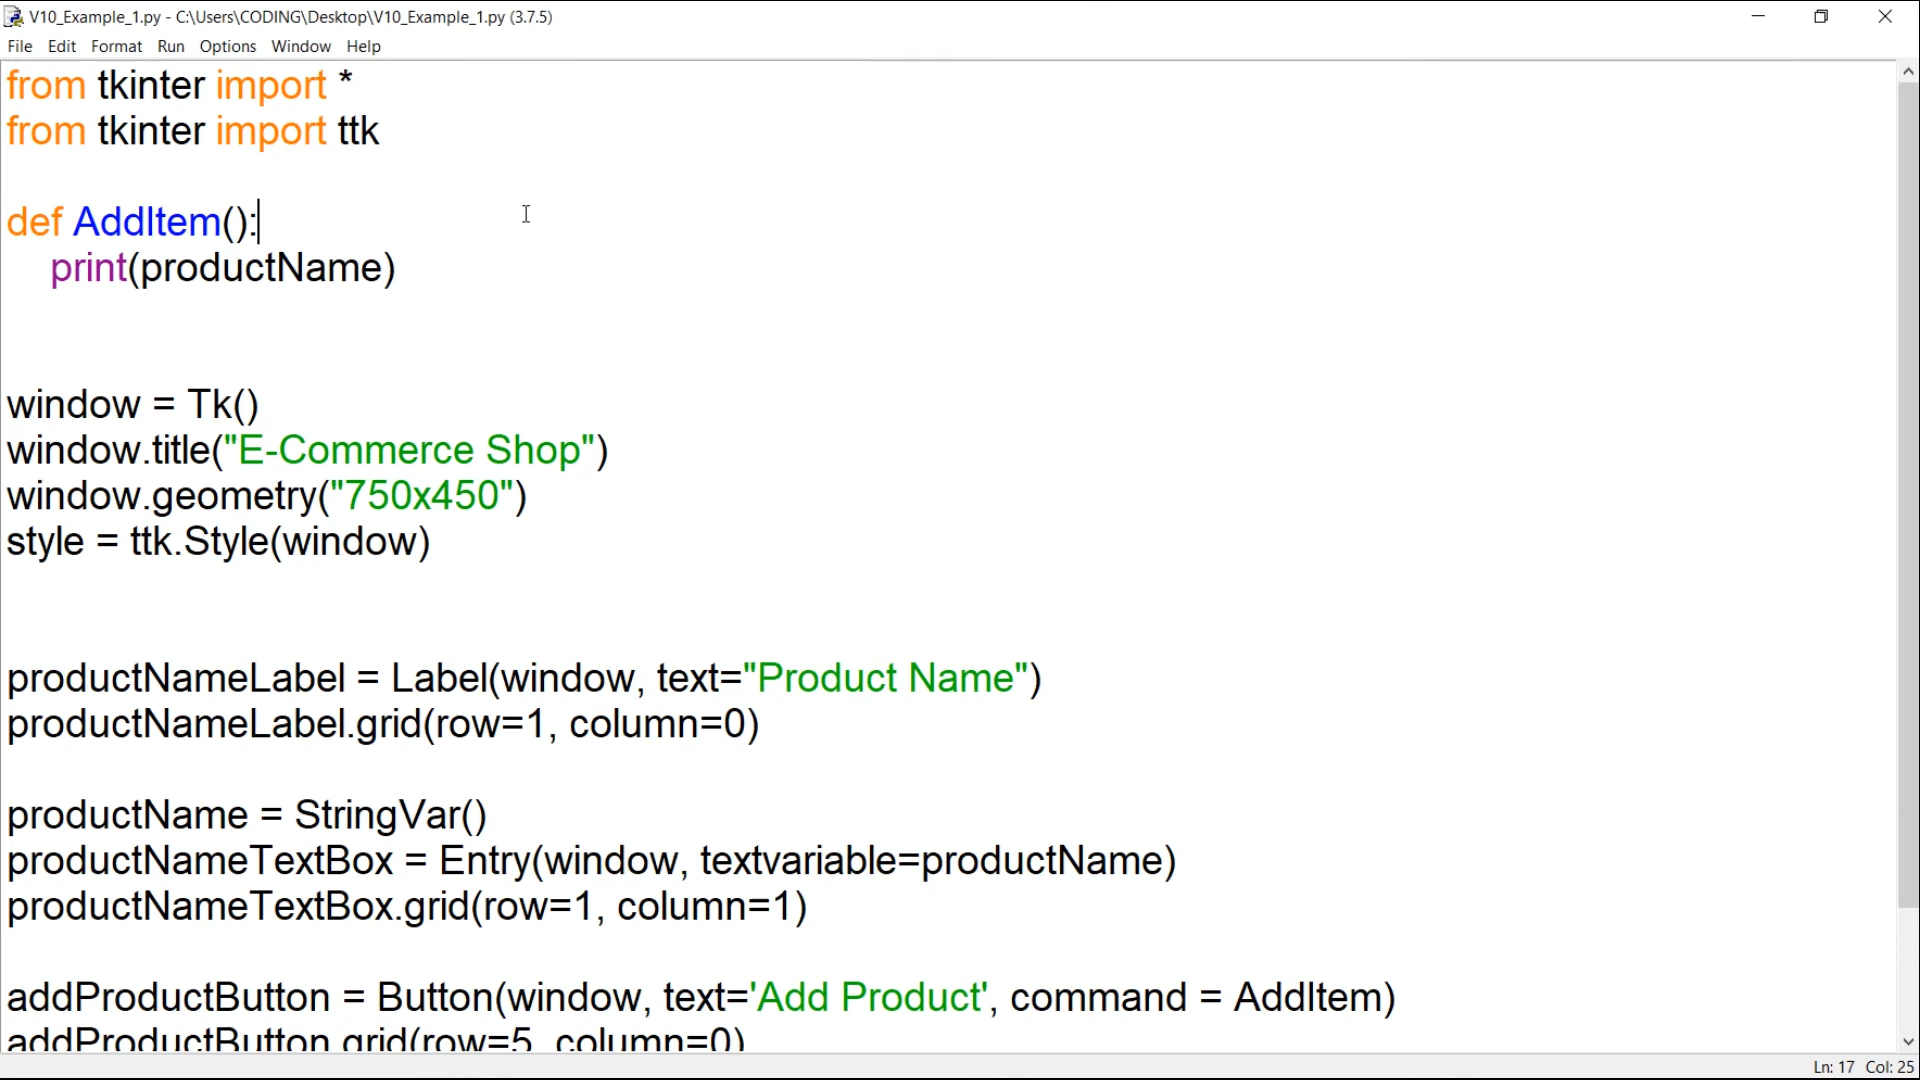 V10_Example_1.py - C:\Users\CODING\Desktop\V10_Example_1.py (3.7.5)
File Edit Format Run Options Window Help
from tkinter import *
from tkinter import ttk
def AddItem():
    print(productName)
window = Tk()
window.title("E-Commerce Shop")
window.geometry("750x450")
style = ttk.Style(window)
productNameLabel = Label(window, text="Product Name")
productNameLabel.grid(row=1, column=0)
productName = StringVar()
productNameTextBox = Entry(window, textvariable=productName)
productNameTextBox.grid(row=1, column=1)
addProductButton = Button(window, text='Add Product', command = AddItem)
addProductButton.grid(row=5, column=0)
Ln: 17 Col: 25